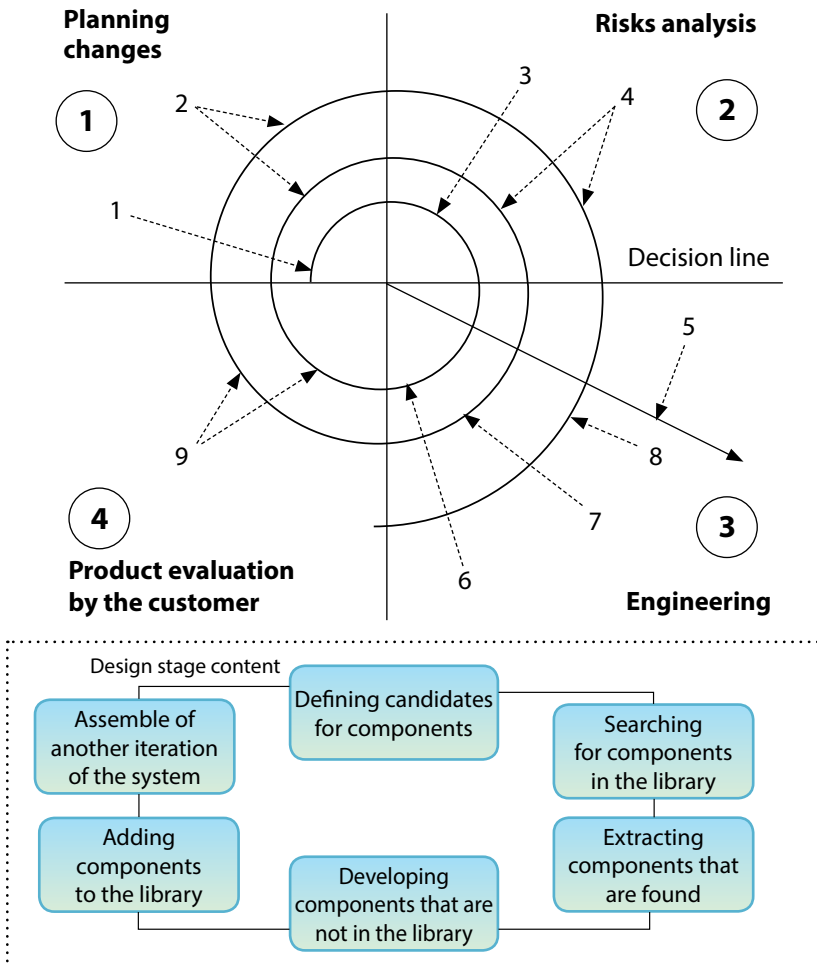 Planning
changes
Risks analysis
1
2
3
4
2
1
Decision line
5
9
8
4
7
3
6
Product evaluation
by the customer
Engineering
Design stage content
Defining candidates
for components
Assemble of
another iteration
of the system
Searching
for components
in the library
Adding
components
to the library
Extracting
components that
are found
Developing
components that are
not in the library